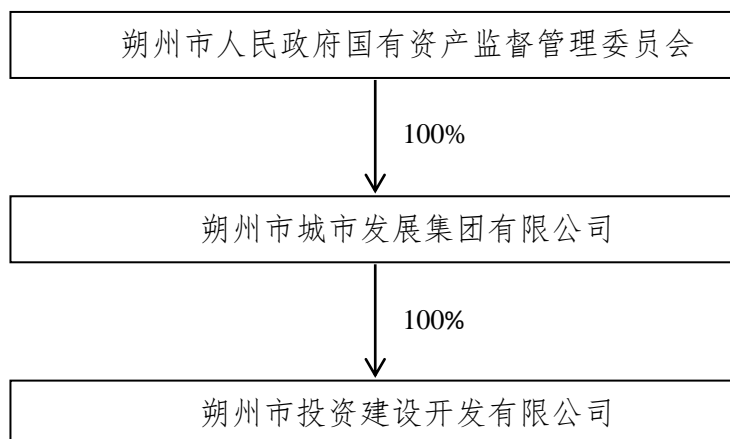 朔州市人民政府国有资产监督管理委员会
100%
朔州市城市发展集团有限公司
100%
朔州市投资建设开发有限公司